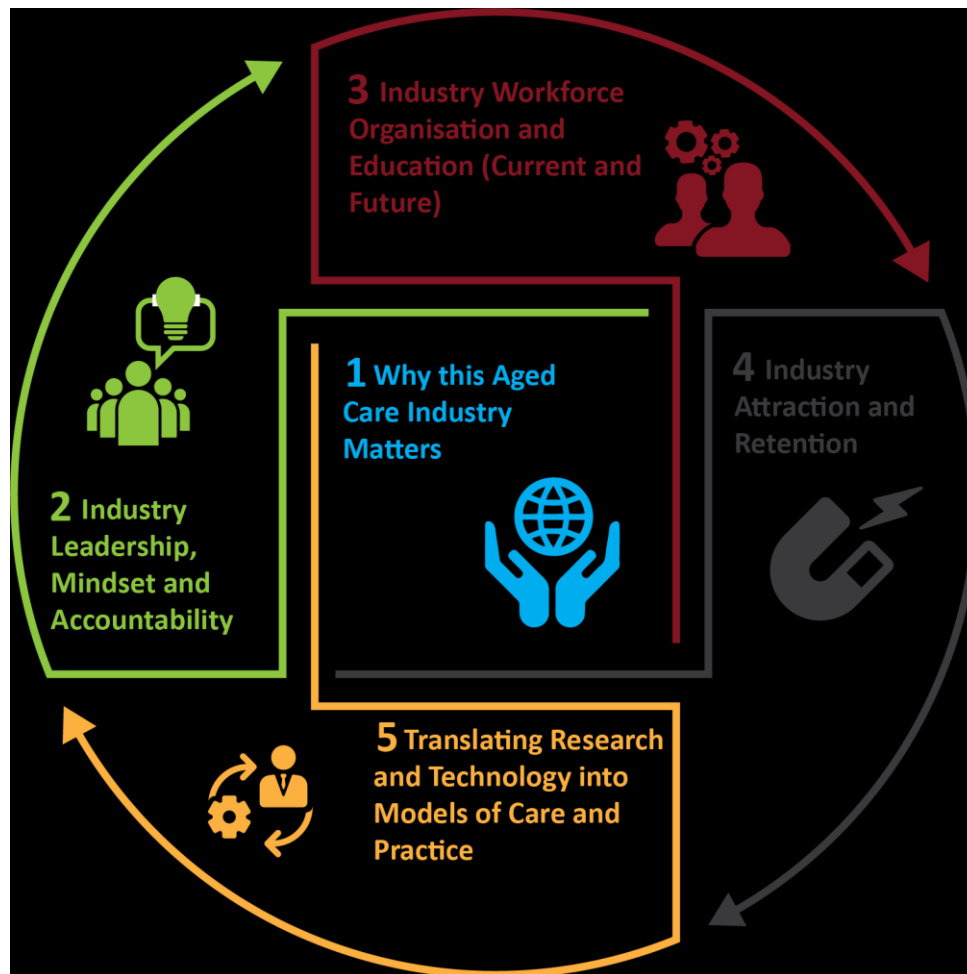 3 Industry Workforce
Organisation and
Education (Current and
Future)
1 Why this Aged
Care Industry
Matters
4 Industry
Attraction and
Retention
2 Industry
Leadership,
Mindset and
Accountability
5 Translating Research
and Technology into
Models of Care and
Practice